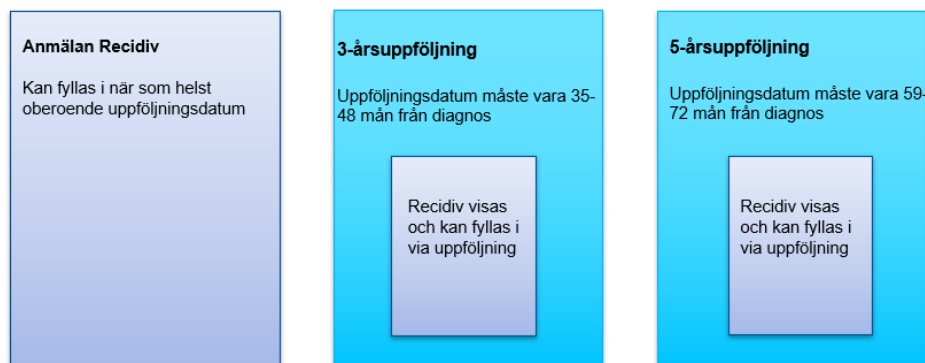 Anmälan Recidiv
Kan fyllas i när som helst
oberoende uppföljningsdatum
3-årsuppföljning
Uppföljningsdatum måste vara 35-
48 mån från diagnos
Recidiv visas
och kan fyllas i
via uppföljning
5-årsuppföljning
Uppföljningsdatum måste vara 59-
72 mån från diagnos
Recidiv visas
och kan fyllas i
via uppföljning